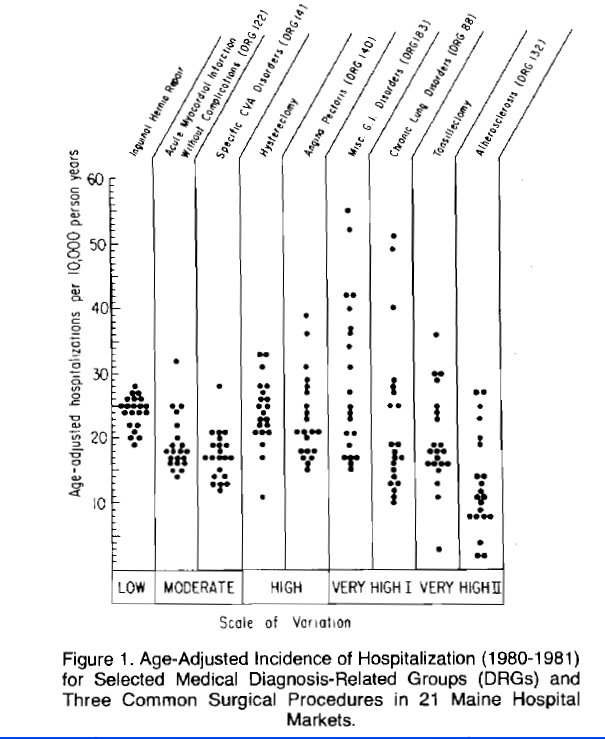 Inguinal Hernia Repair
Acute Myocardial Infarction
Without Complications (DRG 122)
Specific CVA Disorders (DRG 14)
Hysterectomy
Angina Pectoris (DRG 140)
Misc. G.I. Disorders (DRG 183)
Chronic Lung Disorders (DRG 88)
Tonsillectomy
Atherosclerosis (DRG 132)
Age-adjusted hospitalizations per 10,000 person years
60
50
40
30
20
10
LOW MODERATE HIGH VERY HIGH I VERY HIGH II
Scale of Variation
Figure 1. Age-Adjusted Incidence of Hospitalization (1980-1981)
for Selected Medical Diagnosis-Related Groups (DRGs) and
Three Common Surgical Procedures in 21 Maine Hospital
Markets.